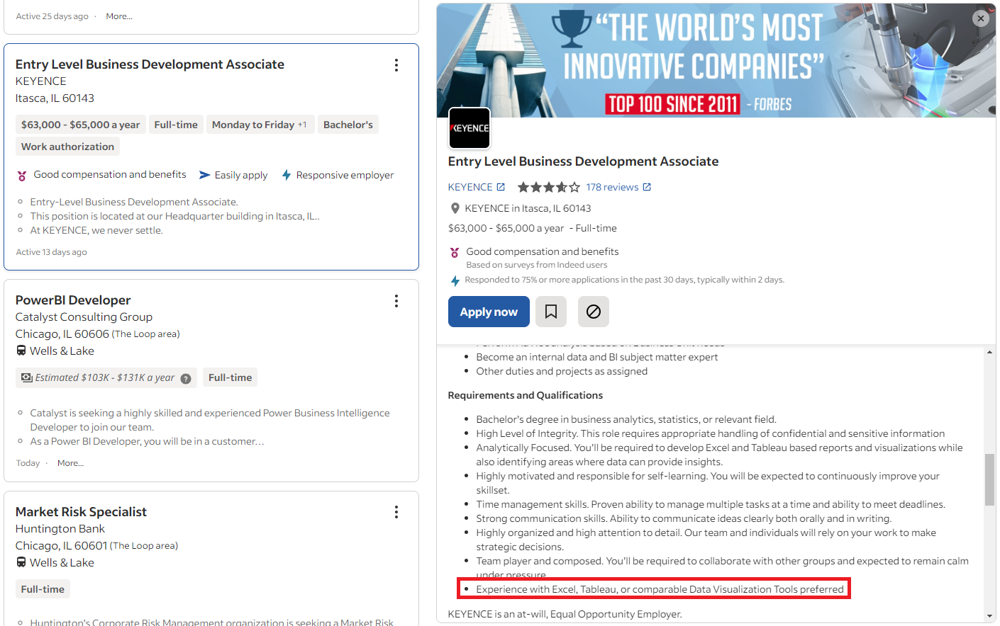 Active 25 days ago · More...
Entry Level Business Development Associate
KEYENCE
Itasca, IL 60143
$63,000 - $65,000 a year
Full-time
Monday to Friday +1
Bachelor's
Work authorization
Good compensation and benefits
Easily apply
Responsive employer
Entry-Level Business Development Associate.
This position is located at our Headquarter building in Itasca, IL..
At KEYENCE, we never settle.
Active 13 days ago
PowerBI Developer
Catalyst Consulting Group
Chicago, IL 60606 (The Loop area)
Wells & Lake
Estimated $103K - $131K a year ?
Full-time
Catalyst is seeking a highly skilled and experienced Power Business Intelligence
Developer to join our team.
As a Power BI Developer, you will be in a customer…
Today · More...
Market Risk Specialist
Huntington Bank
Chicago, IL 60601 (The Loop area)
Wells & Lake
Full-time
Huntington's Corporate Risk Management organization is seeking a Market Risk
“THE WORLD'S MOST
INNOVATIVE COMPANIES”
TOP 100 SINCE 2011 - FORBES
KEYENCE
Entry Level Business Development Associate
KEYENCE
178 reviews
KEYENCE in Itasca, IL 60143
$63,000 - $65,000 a year - Full-time
Good compensation and benefits
Based on surveys from Indeed users
Responded to 75% or more applications in the past 30 days, typically within 2 days.
Apply now
Perform Ad Hoc analysis based on Business Unit needs
Become an internal data and BI subject matter expert
Other duties and projects as assigned
Requirements and Qualifications
Bachelor's degree in business analytics, statistics, or relevant field.
High Level of Integrity. This role requires appropriate handling of confidential and sensitive information
Analytically Focused. You'll be required to develop Excel and Tableau based reports and visualizations while
also identifying areas where data can provide insights.
Highly motivated and responsible for self-learning. You will be expected to continuously improve your
skillset.
Time management skills. Proven ability to manage multiple tasks at a time and ability to meet deadlines.
Strong communication skills. Ability to communicate ideas clearly both orally and in writing.
Highly organized and high attention to detail. Our team and individuals will rely on your work to make
strategic decisions.
Team player and composed. You'll be required to collaborate with other groups and expected to remain calm
under pressure.
Experience with Excel, Tableau, or comparable Data Visualization Tools preferred
KEYENCE is an at-will, Equal Opportunity Employer.